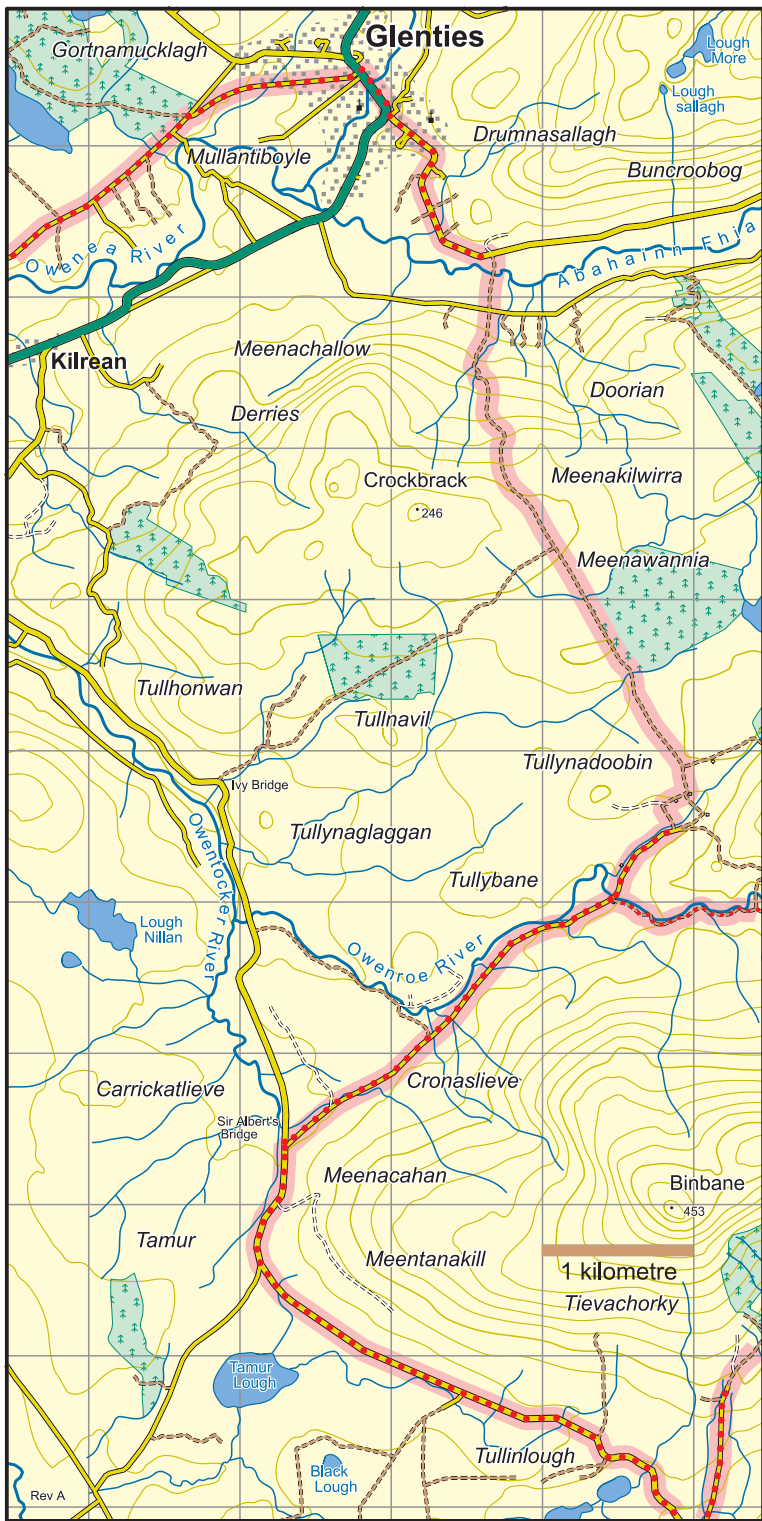 Glenties
Gortnamucklagh
Lough
More
Lough
sallagh
Drumnasallagh
Mullantiboyle
Buncroobog
Owenea River
Abahainn Fhia
Meenachallow
Kilrean
Doorian
Derries
Crockbrack
246
Meenakilwirra
Meenawannia
Tullhonwan
Tullnavil
Tullynadoobin
Ivy Bridge
Tullynaglaggan
Owentocker River
Tullybane
Lough
Nillan
Owenroe River
Carrickatlieve
Cronaslieve
Sir Albert's
Bridge
Meenacahan
Binbane
453
Tamur
Meentanakill
1 kilometre
Tievachorky
Tamur
Lough
Tullinlough
Black
Lough
Rev A